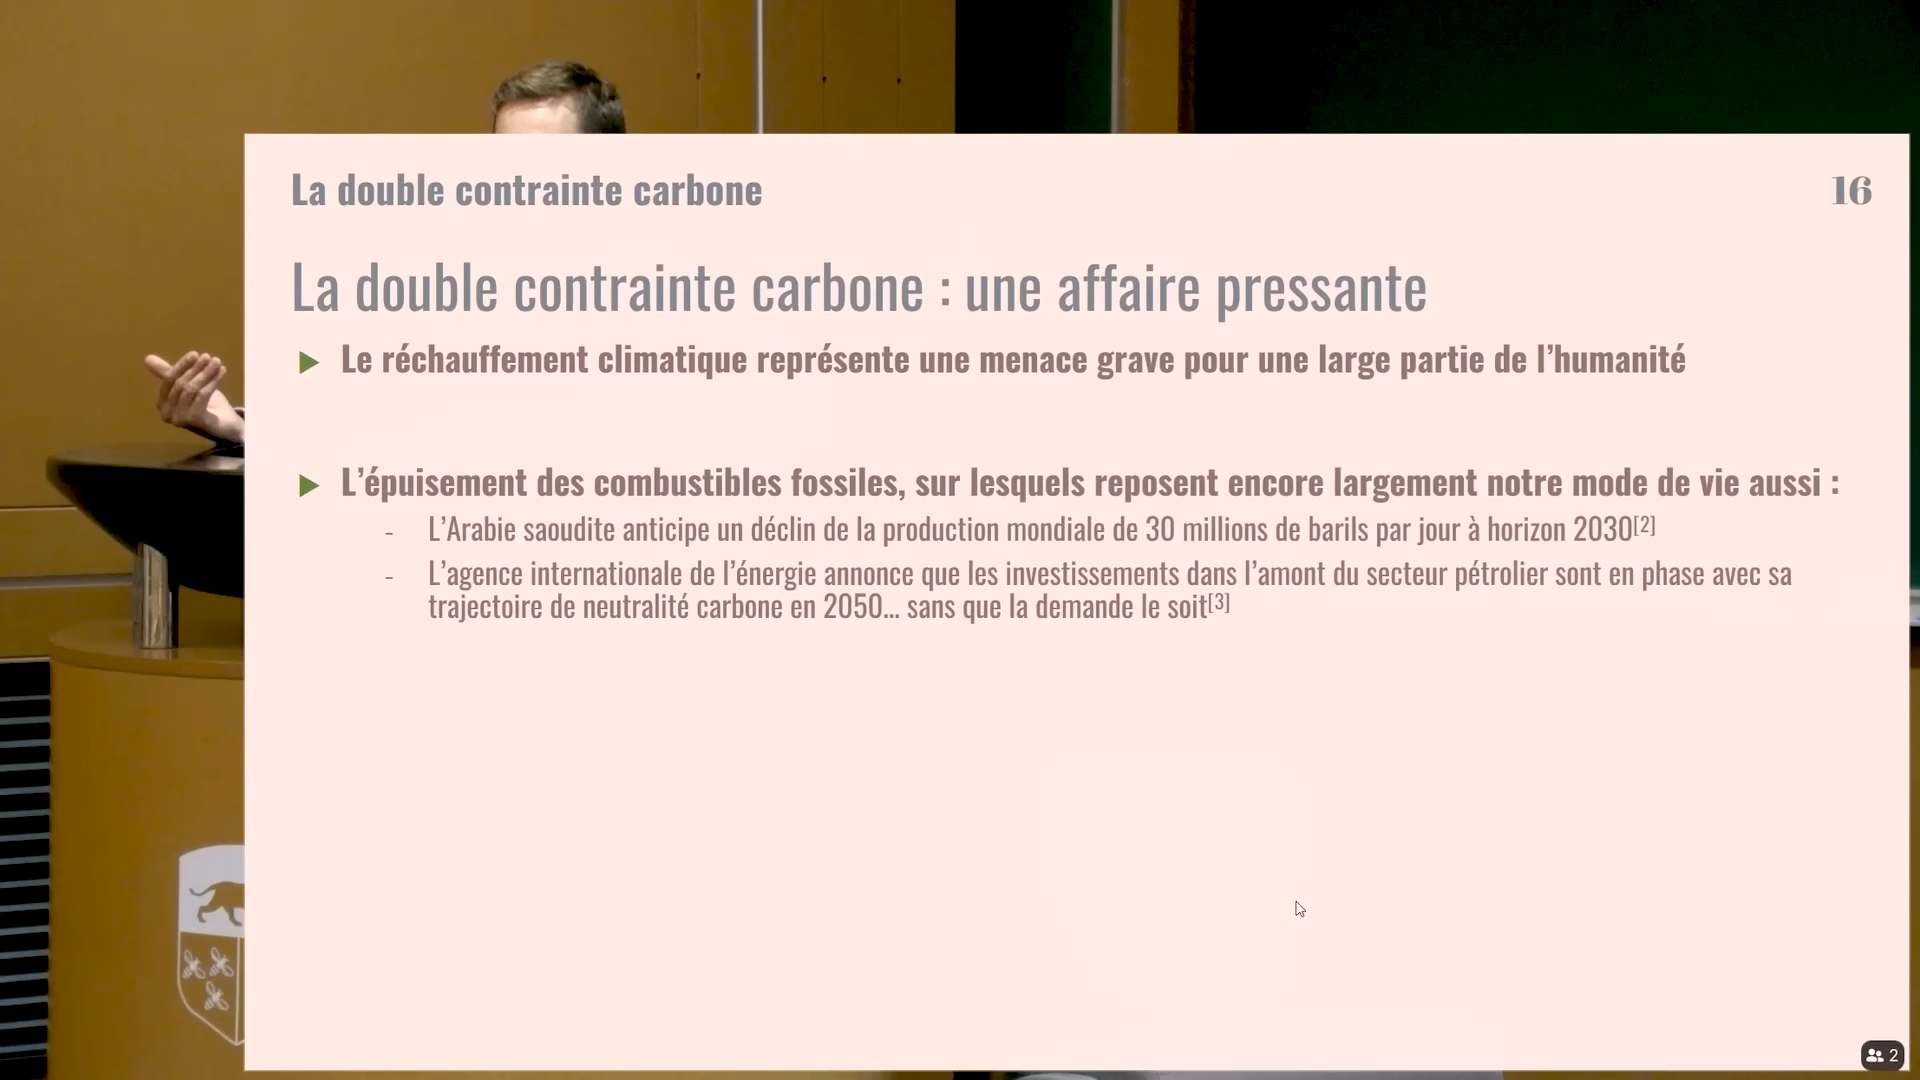 La double contrainte carbone
16
La double contrainte carbone : une affaire pressante
Le réchauffement climatique représente une menace grave pour une large partie de l’humanité
L’épuisement des combustibles fossiles, sur lesquels reposent encore largement notre mode de vie aussi :
- L’Arabie saoudite anticipe un déclin de la production mondiale de 30 millions de barils par jour à horizon 2030[2]
- L’agence internationale de l’énergie annonce que les investissements dans l’amont du secteur pétrolier sont en phase avec sa
trajectoire de neutralité carbone en 2050... sans que la demande le soit[3]
2